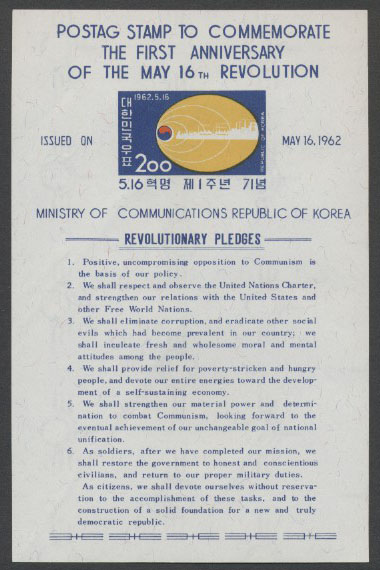 POSTAG STAMP TO COMMEMORATE
THE FIRST ANNIVERSARY
OF THE MAY 16TH REVOLUTION
ISSUED ON
대한민국우표
1962.5.16
200
REPUBLIC OF KOREA
MAY 16, 1962
5.16 혁명 제1주년 기념
MINISTRY OF COMMUNICATIONS REPUBLIC OF KOREA
REVOLUTIONARY PLEDGES
1. Positive, uncompromising opposition to Communism is
the basis of our policy.
2. We shall respect and observe the United Nations Charter,
and strengthen our relations with the United States and
other Free World Nations.
3. We shall eliminate corruption, and eradicate other social
evils which had become prevalent in our country; we
shall inculcate fresh and wholesome moral and mental
attitudes among the people.
4. We shall provide relief for poverty-stricken and hungry
people, and devote our entire energies toward the develop-
ment of a self-sustaining economy.
5. We shall strengthen our material power and determi-
nation to combat Communism, looking forward to the
eventual achievement of our unchangeable goal of national
unification.
6. As soldiers, after we have completed our mission, we
shall restore the government to honest and conscientious
civilians, and return to our proper military duties.
As citizens, we shall devote ourselves without reserva-
tion to the accomplishment of these tasks, and to the
construction of a solid foundation for a new and truly
democratic republic.